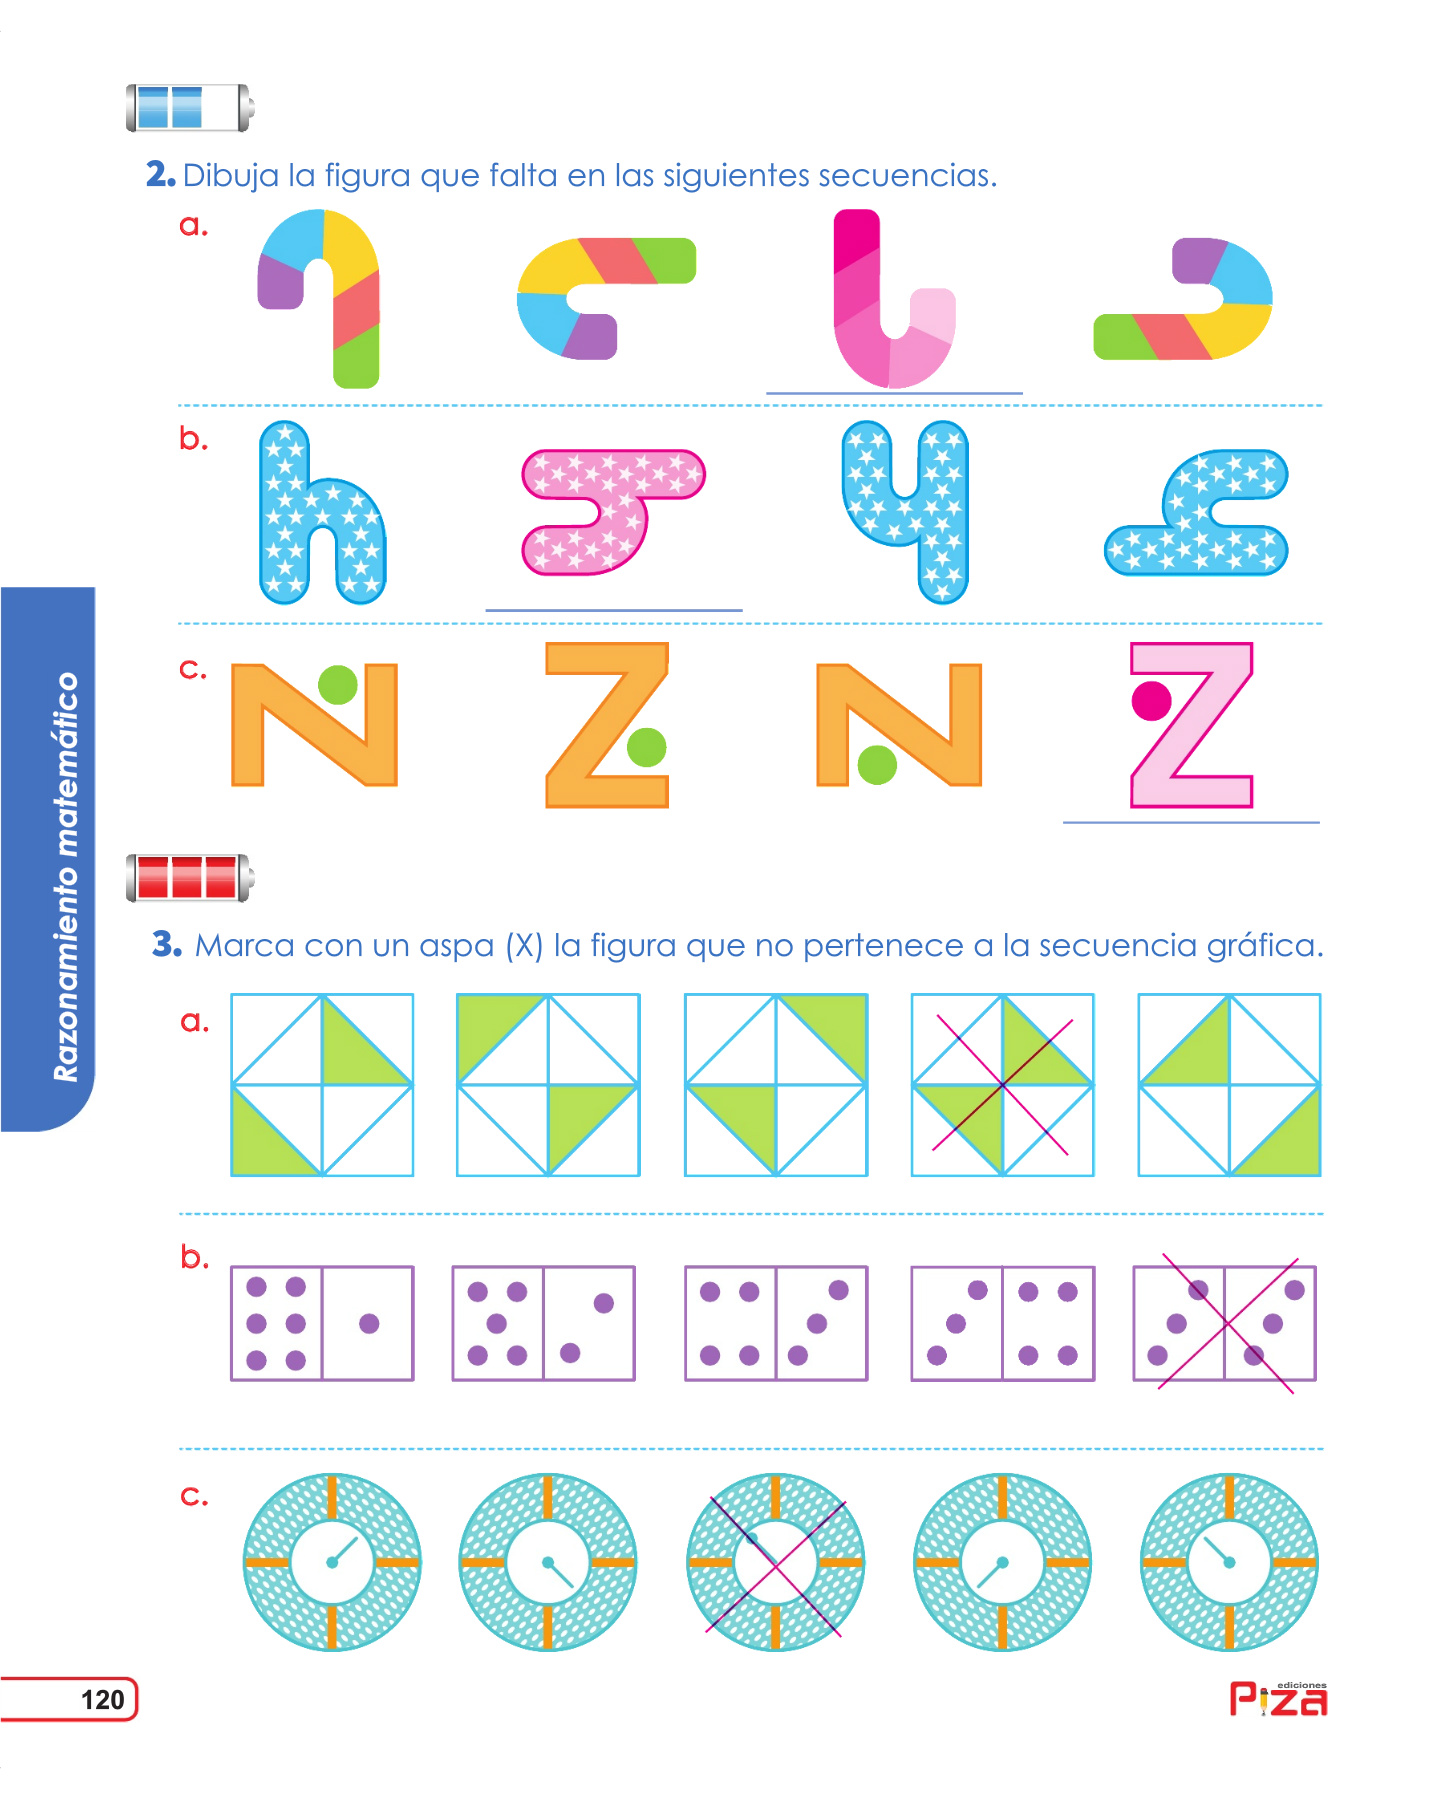 2. Dibuja la figura que falta en las siguientes secuencias.
a.
b.
c.
3. Marca con un aspa (X) la figura que no pertenece a la secuencia gráfica.
a.
b.
c.
Razonamiento matemático
120
ediciones
Piza